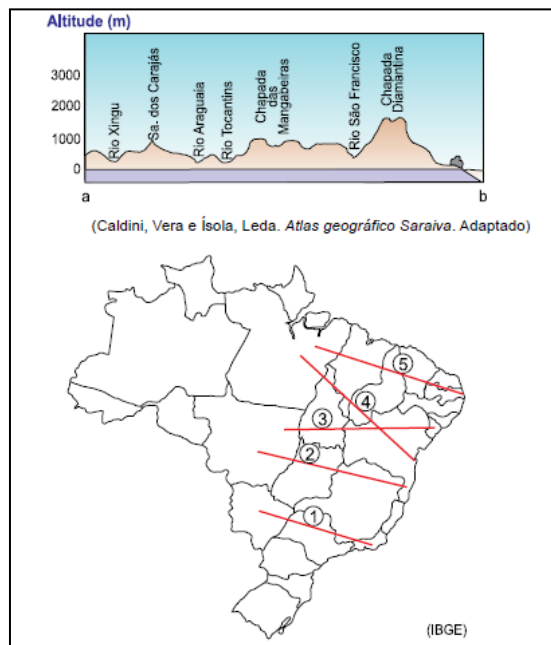 Altitude (m)
3000
2000
1000
0
Rio Xingu
Sa. dos Carajás
Rio Araguaia
Rio Tocantins
Chapada
das
Mangabeiras
Rio São Francisco
Chapada
Diamantina
a
b
(Caldini, Vera e Ísola, Leda. Atlas geográfico Saraiva. Adaptado)
5
4
3
2
1
(IBGE)